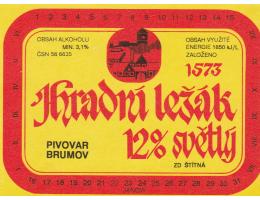 1 2 3 4 5 6 7 8 9 10 11 12 13 14 15
OBSAH ALKOHOLU
MIN. 3,1%
ČSN 56 6635
OBSAH VYUŽITÉ
ENERGIE 1850 kJ/L
ZALOŽENO
1573
Hradní ležák
12% světlý
PIVOVAR
BRUMOV
ZD ŠTÍTNÁ
16 17 18 19 20 21 22 23 24 25 26 27 28 29 30 31